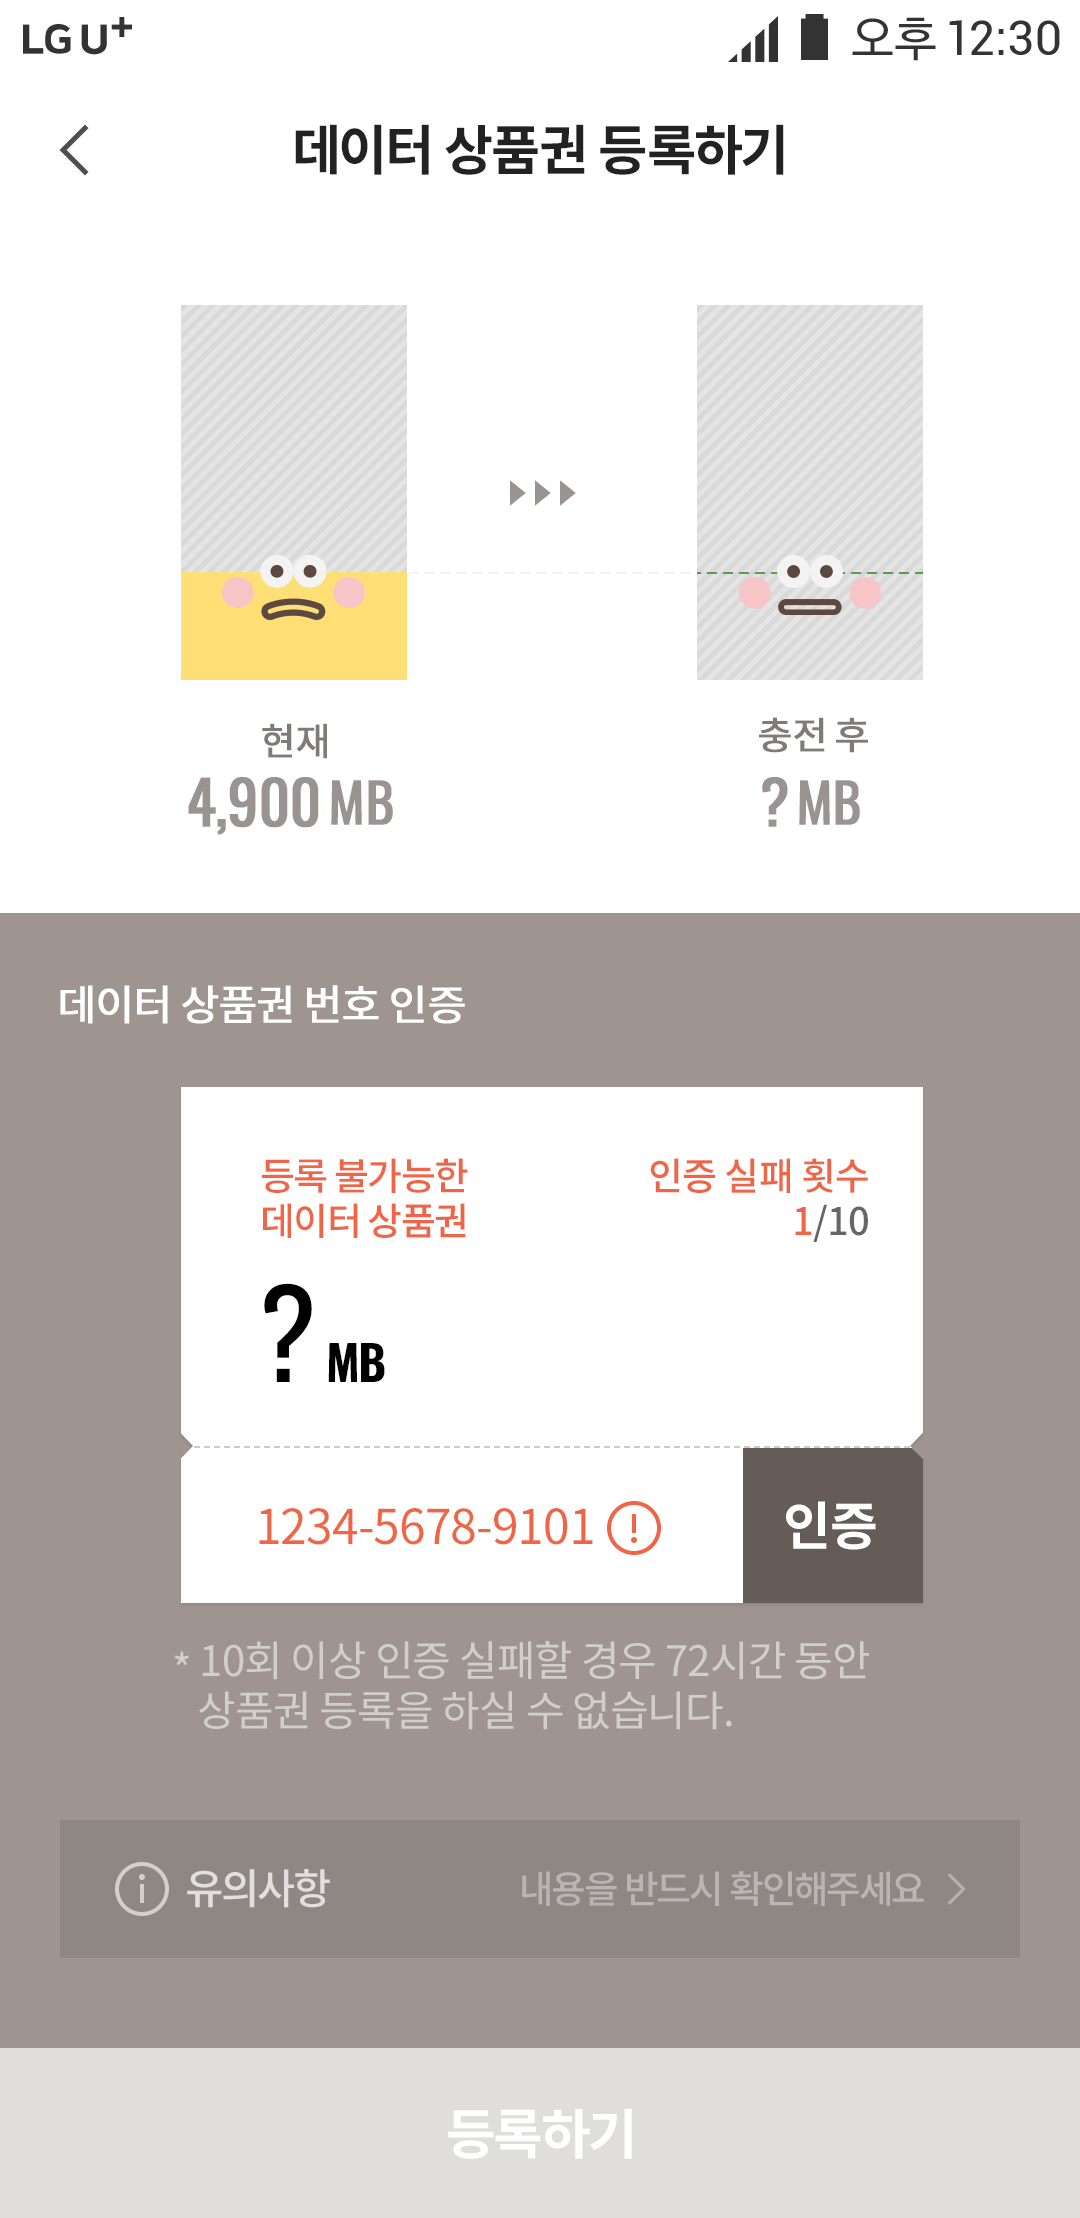 LG U+ 오후 12:30
데이터 상품권 등록하기
현재 충전 후
4,900 MB ? MB
데이터 상품권 번호 인증
등록 불가능한 인증 실패 횟수
데이터 상품권 1/10
? MB
1234-5678-9101 ! 인증
* 10회 이상 인증 실패할 경우 72시간 동안
상품권 등록을 하실 수 없습니다.
i 유의사항 내용을 반드시 확인해주세요 >
등록하기